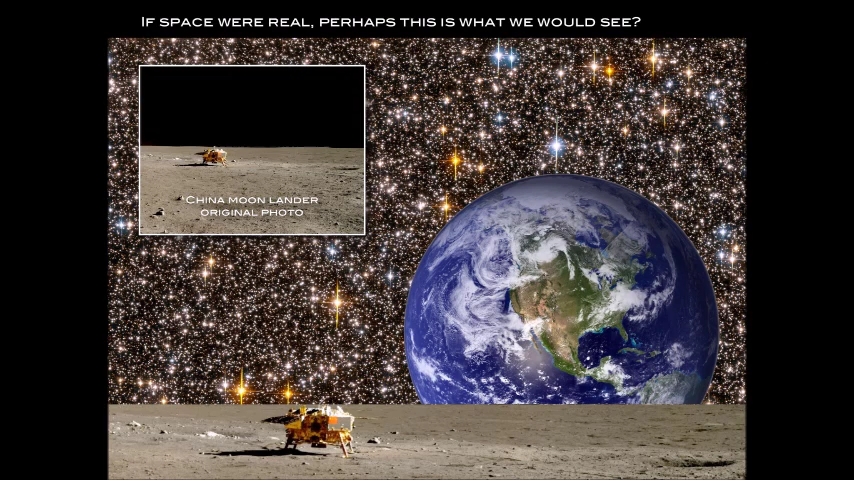 If space were real, perhaps this is what we would see?
*China moon lander
original photo